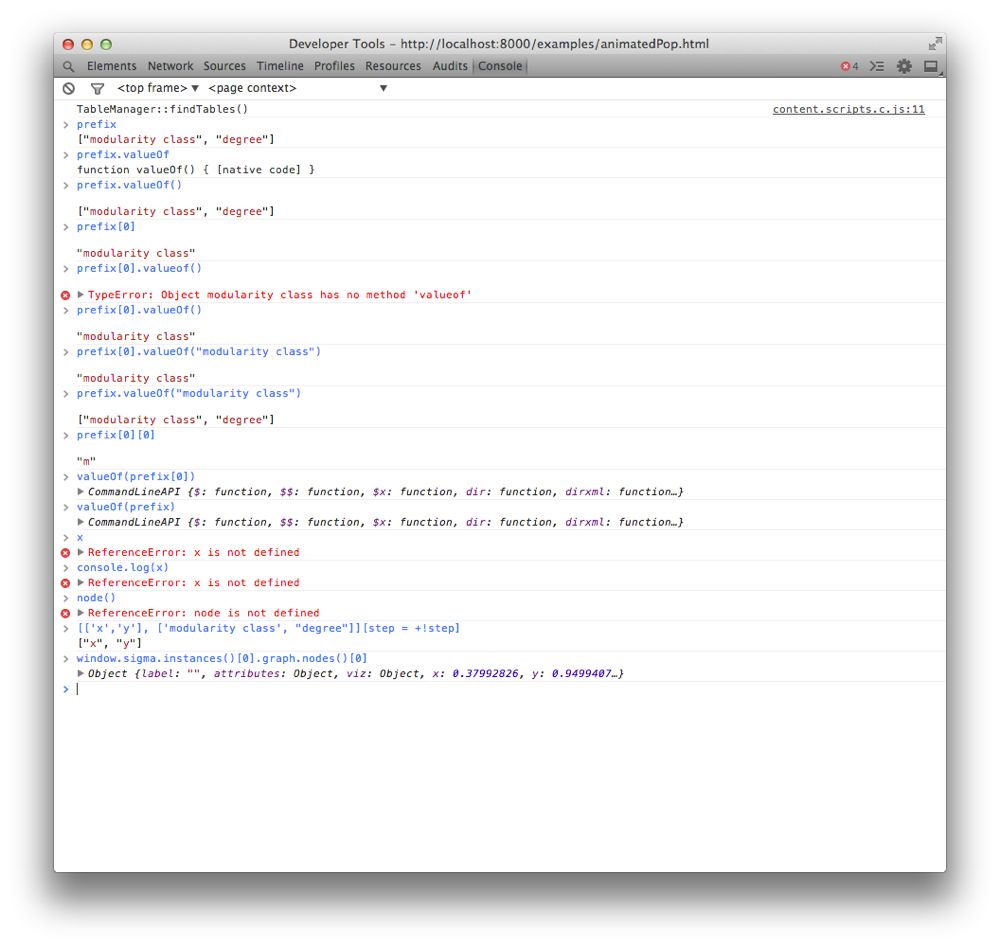 Developer Tools - http://localhost:8000/examples/animatedPop.html
Elements Network Sources Timeline Profiles Resources Audits Console 4
<top frame> <page context>
TableManager::findTables() content.scripts.c.js:11
prefix
["modularity class", "degree"]
prefix.valueOf
function valueOf() { [native code] }
prefix.valueOf()
["modularity class", "degree"]
prefix[0]
"modularity class"
prefix[0].valueof()
TypeError: Object modularity class has no method 'valueof'
prefix[0].valueOf()
"modularity class"
prefix[0].valueOf("modularity class")
"modularity class"
prefix.valueOf("modularity class")
["modularity class", "degree"]
prefix[0][0]
"m"
valueOf(prefix[0])
CommandLineAPI {$: function, $$: function, $x: function, dir: function, dirxml: function…}
valueOf(prefix)
CommandLineAPI {$: function, $$: function, $x: function, dir: function, dirxml: function…}
x
ReferenceError: x is not defined
console.log(x)
ReferenceError: x is not defined
node()
ReferenceError: node is not defined
[['x','y'], ['modularity class', "degree"]][step = +!step]
["x", "y"]
window.sigma.instances()[0].graph.nodes()[0]
Object {label: "", attributes: Object, viz: Object, x: 0.37992826, y: 0.9499407…}